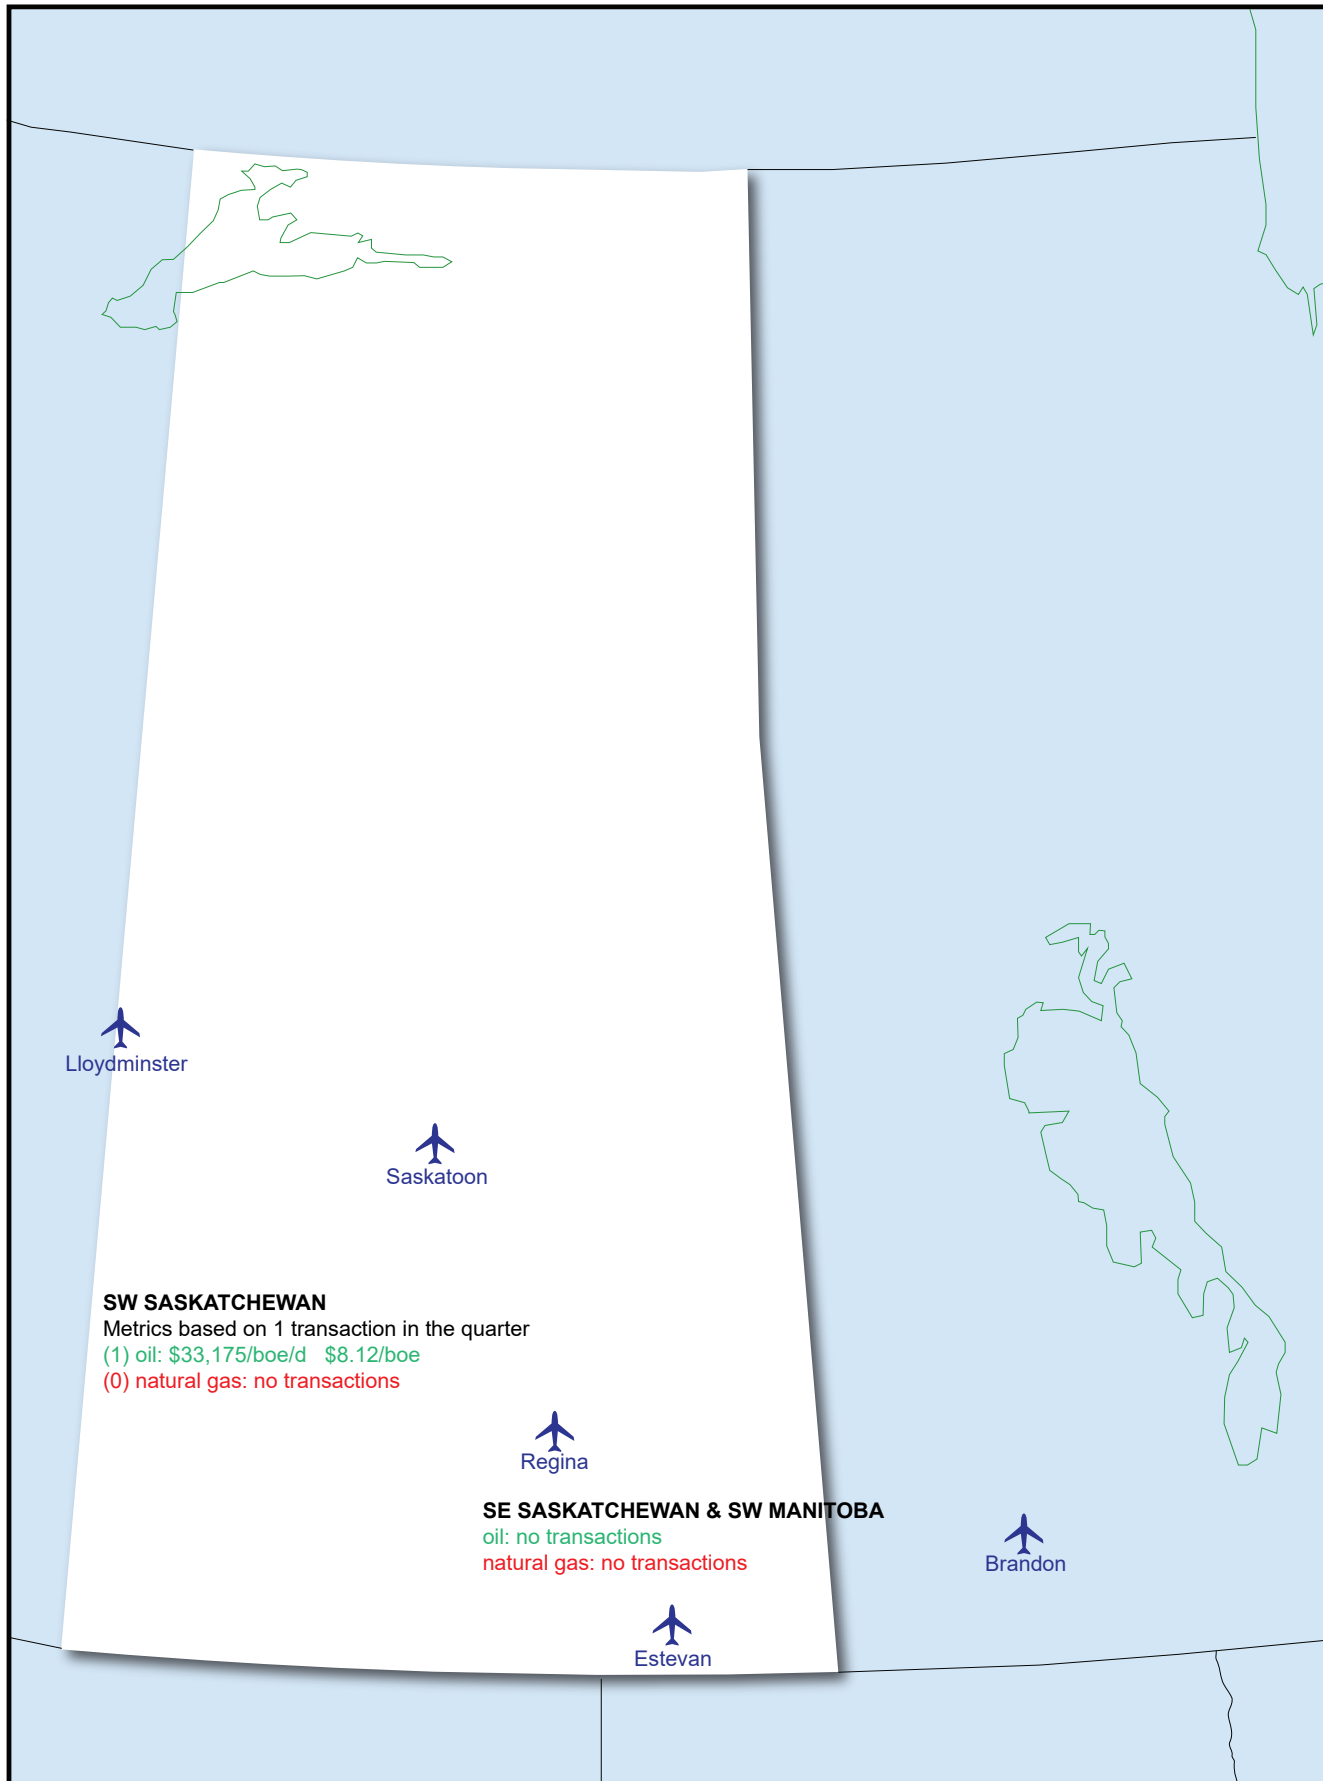 Lloydminster
Saskatoon
SW SASKATCHEWAN
Metrics based on 1 transaction in the quarter
(1) oil: $33,175/boe/d $8.12/boe
(0) natural gas: no transactions
Regina
SE SASKATCHEWAN & SW MANITOBA
oil: no transactions
natural gas: no transactions
Brandon
Estevan